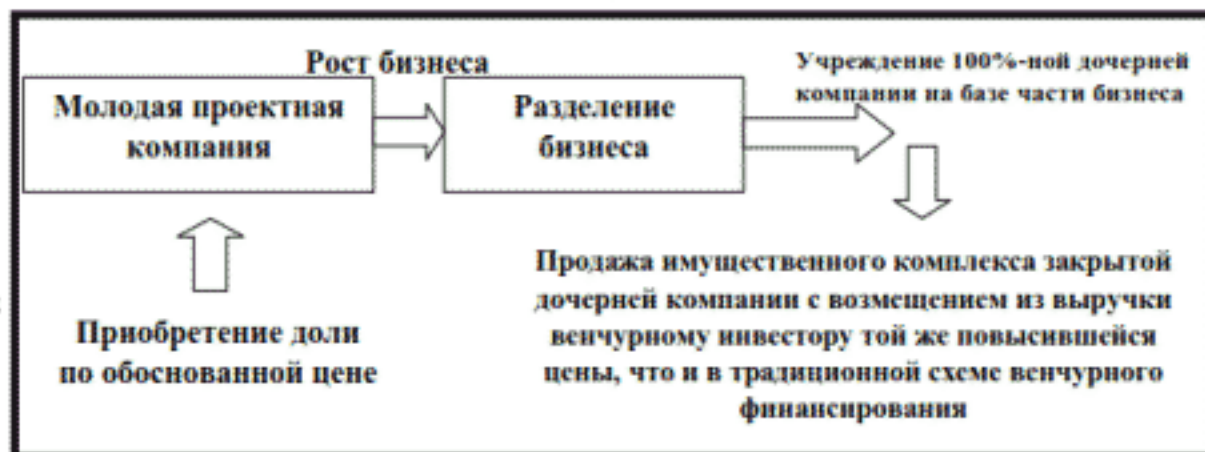 Рост бизнеса
Учреждение 100%-ной дочерней
компании на базе части бизнеса
Молодая проектная
компания
Разделение
бизнеса
Приобретение доли
по обоснованной цене
Продажа имущественного комплекса закрытой
дочерней компании с возмещением из выручки
венчурному инвестору той же повысившейся
цены, что и в традиционной схеме венчурного
финансирования